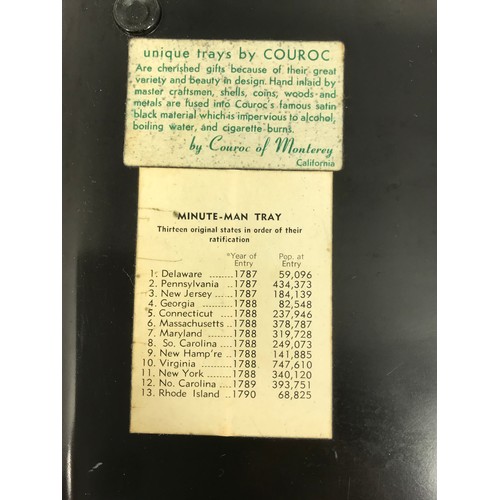 unique trays by COUROC
Are cherished gifts because of their great
variety and beauty in design. Hand inlaid by
master craftsmen, shells, coins; woods and
metals are fused into Couroc's famous satin
black material which is impervious to alcohol,
boiling water, and cigarette burns.
by Couroc of Monterey
California
MINUTE-MAN TRAY
Thirteen original states in order of their
ratification
*Year of Pop. at
Entry Entry
1. Delaware ........1787 59,096
2. Pennsylvania ....1787 434,373
3. New Jersey ......1787 184,139
4. Georgia .........1788 82,548
5. Connecticut .....1788 237,946
6. Massachusetts ..1788 378,787
7. Maryland ........1788 319,728
8. So. Carolina ....1788 249,073
9. New Hamp're ..1788 141,885
10. Virginia .........1788 747,610
11. New York .......1788 340,120
12. No. Carolina ...1789 393,751
13. Rhode Island ..1790 68,825